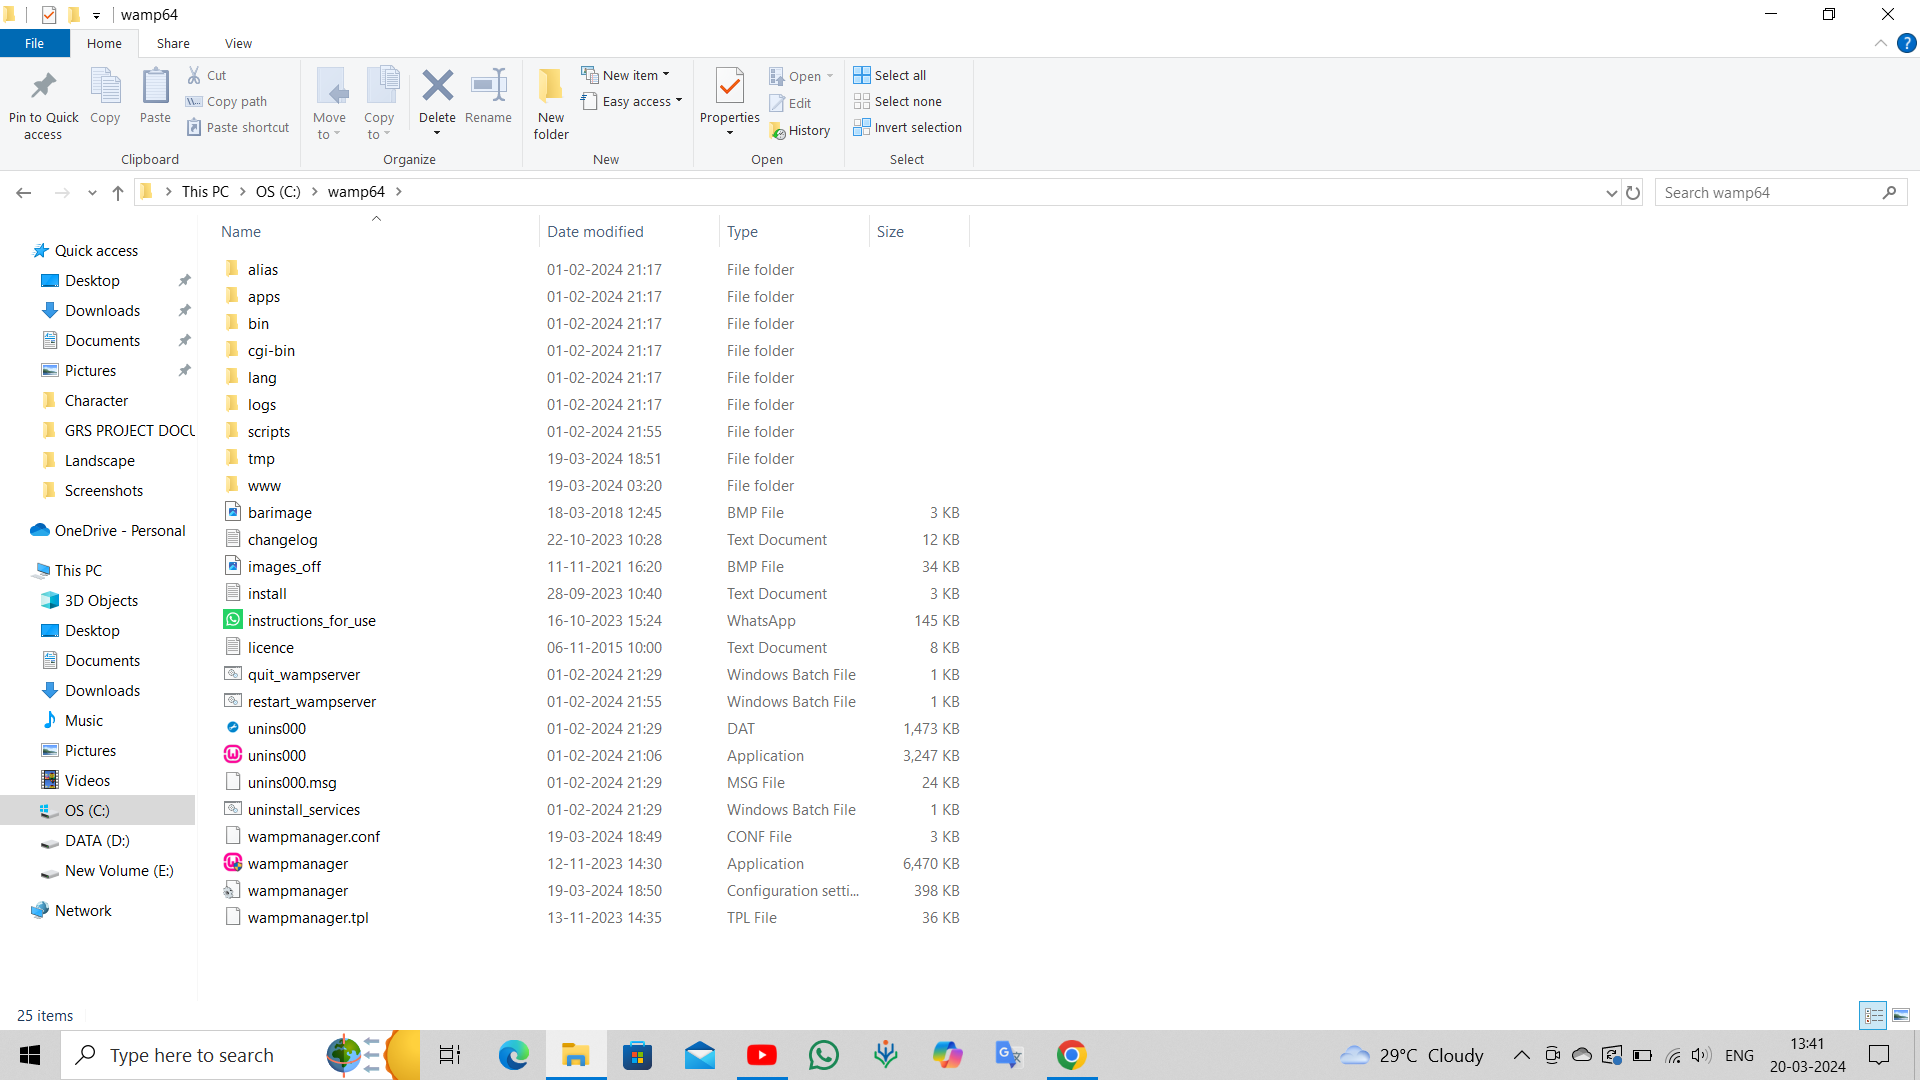 wamp64
File Home Share View
Pin to Quick access
Copy
Paste
Cut
Copy path
Paste shortcut
Clipboard
Move to
Copy to
Delete
Rename
Organize
New folder
New item
Easy access
New
Properties
Open
Edit
History
Open
Select all
Select none
Invert selection
Select
This PC OS (C:) wamp64
Search wamp64
Quick access
Desktop
Downloads
Documents
Pictures
Character
GRS PROJECT DOCU
Landscape
Screenshots
OneDrive - Personal
This PC
3D Objects
Desktop
Documents
Downloads
Music
Pictures
Videos
OS (C:)
DATA (D:)
New Volume (E:)
Network
Name Date modified Type Size
alias 01-02-2024 21:17 File folder
apps 01-02-2024 21:17 File folder
bin 01-02-2024 21:17 File folder
cgi-bin 01-02-2024 21:17 File folder
lang 01-02-2024 21:17 File folder
logs 01-02-2024 21:17 File folder
scripts 01-02-2024 21:55 File folder
tmp 19-03-2024 18:51 File folder
www 19-03-2024 03:20 File folder
barimage 18-03-2018 12:45 BMP File 3 KB
changelog 22-10-2023 10:28 Text Document 12 KB
images_off 11-11-2021 16:20 BMP File 34 KB
install 28-09-2023 10:40 Text Document 3 KB
instructions_for_use 16-10-2023 15:24 WhatsApp 145 KB
licence 06-11-2015 10:00 Text Document 8 KB
quit_wampserver 01-02-2024 21:29 Windows Batch File 1 KB
restart_wampserver 01-02-2024 21:55 Windows Batch File 1 KB
unins000 01-02-2024 21:29 DAT 1,473 KB
unins000 01-02-2024 21:06 Application 3,247 KB
unins000.msg 01-02-2024 21:29 MSG File 24 KB
uninstall_services 01-02-2024 21:29 Windows Batch File 1 KB
wampmanager.conf 19-03-2024 18:49 CONF File 3 KB
wampmanager 12-11-2023 14:30 Application 6,470 KB
wampmanager 19-03-2024 18:50 Configuration setti... 398 KB
wampmanager.tpl 13-11-2023 14:35 TPL File 36 KB
25 items
Type here to search
29°C Cloudy
ENG
13:41
20-03-2024